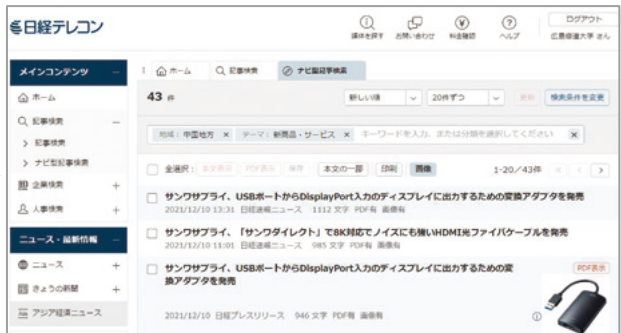 日経テレコン
媒体を探す お問い合わせ 料金確認 ヘルプ
ログアウト
広島修道大学 さん
メインコンテンツ
ホーム
記事検索
記事検索
ナビ型記事検索
企業検索
人事検索
ニュース・最新情報
ニュース
きょうの新聞
アジア経済ニュース
ホーム 記事検索 ナビ型記事検索
43 件 新しい順 20件ずつ 更新 検索条件を変更
地域: 中国地方 × テーマ: 新商品・サービス × キーワードを入力、または分類を選択してください ×
全選択: 本文表示 PDF表示 保存 本文の一部 印刷 画像 1-20/43件
サンワサプライ、USBポートからDisplayPort入力のディスプレイに出力するための変換アダプタを発売
2021/12/10 13:31 日経速報ニュース 1112 文字 PDF有 画像有
サンワサプライ、「サンワダイレクト」で8K対応でノイズにも強いHDMI光ファイバケーブルを発売
2021/12/10 11:01 日経速報ニュース 985 文字 PDF有 画像有
サンワサプライ、USBポートからDisplayPort入力のディスプレイに出力するための変
換アダプタを発売
PDF表示
2021/12/10 日経プレスリリース 946 文字 PDF有 画像有